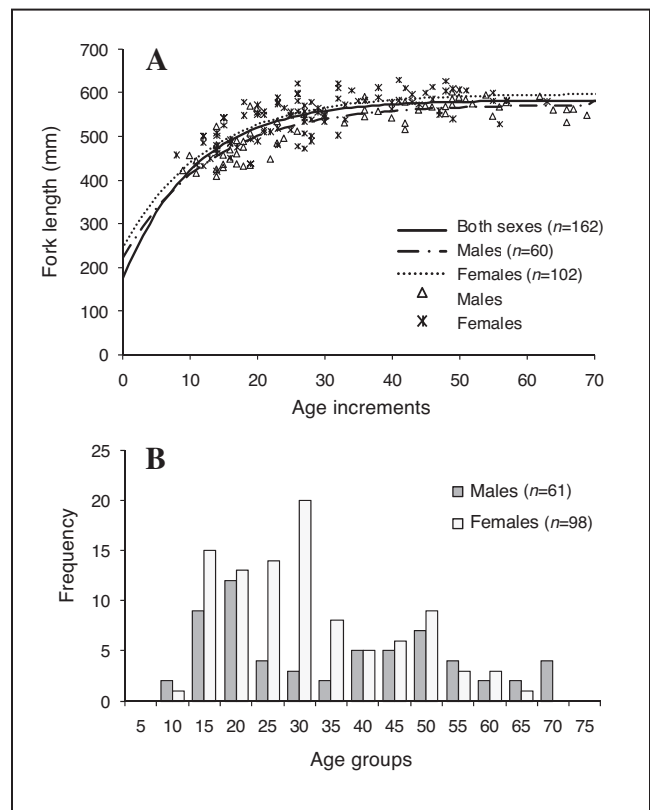 A
700
600
500
400
300
200
100
0
Fork length (mm)
Both sexes (n=162)
Males (n=60)
Females (n=102)
Males
Females
0 10 20 30 40 50 60 70
Age increments
B
25
20
15
10
5
0
Frequency
Males (n=61)
Females (n=98)
5 10 15 20 25 30 35 40 45 50 55 60 65 70 75
Age groups